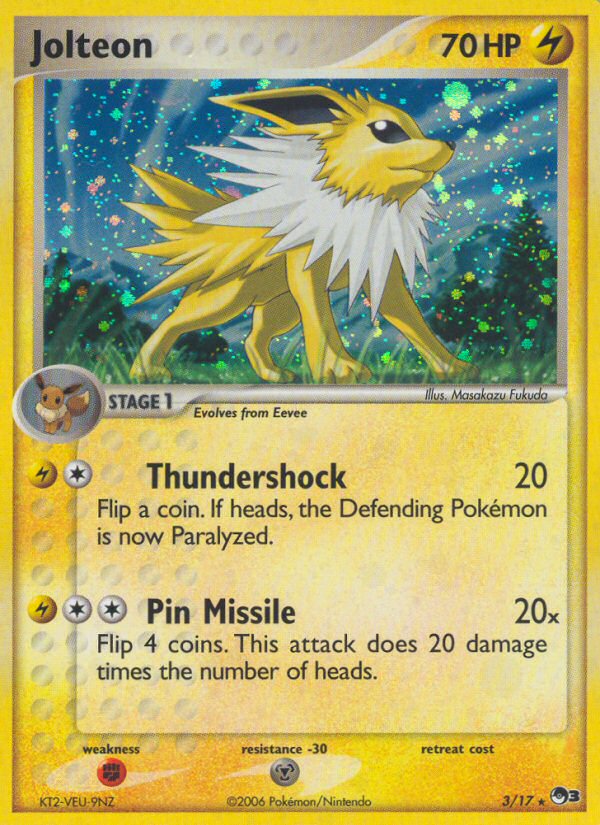 Jolteon 70 HP
Illus. Masakazu Fukuda
STAGE 1
Evolves from Eevee
Thundershock 20
Flip a coin. If heads, the Defending Pokémon
is now Paralyzed.
Pin Missile 20x
Flip 4 coins. This attack does 20 damage
times the number of heads.
weakness resistance -30 retreat cost
KT2-VEU-9NZ ©2006 Pokémon/Nintendo 3/17 ★ 3